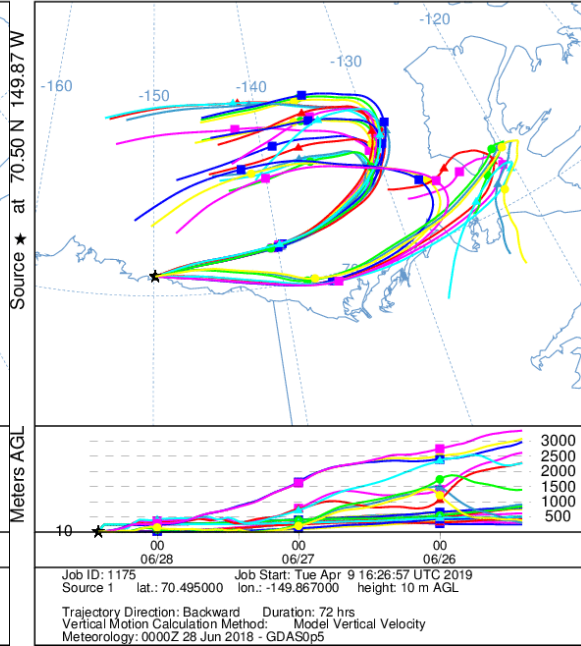 -120
-130
-140
-150
-160
Source ★ at 70.50 N 149.87 W
Meters AGL
3000
2500
2000
1500
1000
500
10
00 00 00
06/28 06/27 06/26
Job ID: 1175 Job Start: Tue Apr 9 16:26:57 UTC 2019
Source 1 lat.: 70.495000 lon.: -149.867000 height: 10 m AGL
Trajectory Direction: Backward Duration: 72 hrs
Vertical Motion Calculation Method: Model Vertical Velocity
Meteorology: 0000Z 28 Jun 2018 - GDAS0p5